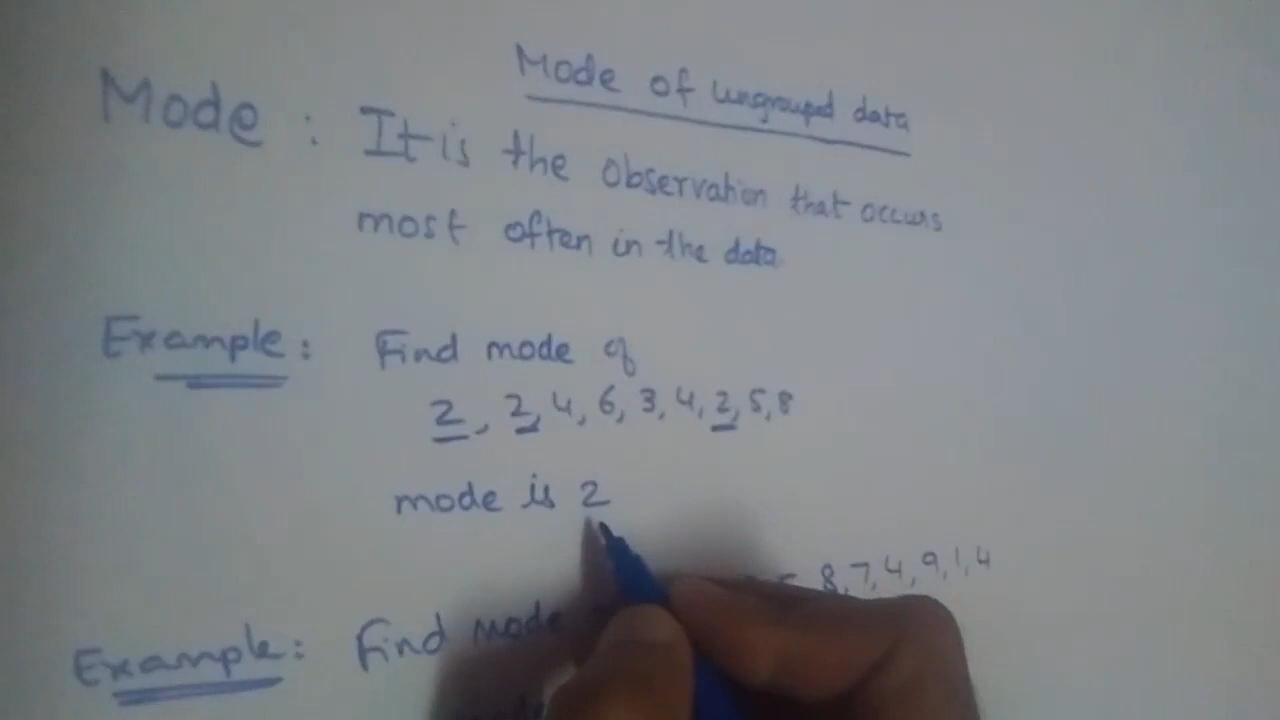 Mode of ungrouped data
Mode : It is the observation that occurs
most often in the data
Example : Find mode of
2, 2, 4, 6, 3, 4, 2, 5, 8
mode is 2
Example : Find mode 8, 7, 4, 9, 1, 4